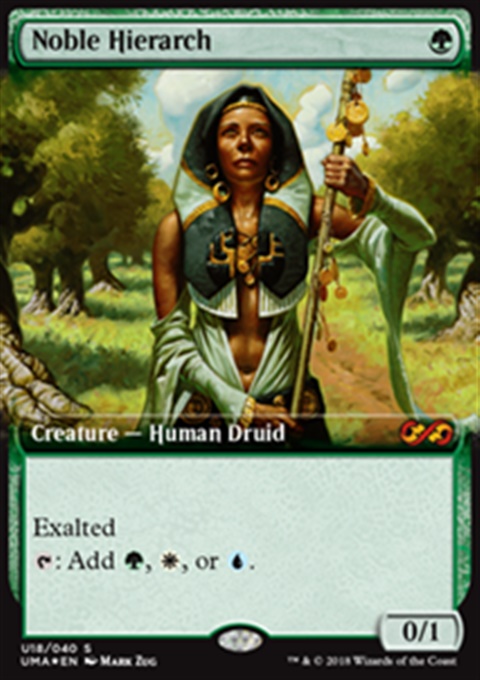 Noble Hierarch
Creature — Human Druid
Exalted
: Add , , or .
0/1
U18/040 S
UMA★EN Mark Zug
™ & © 2018 Wizards of the Coast